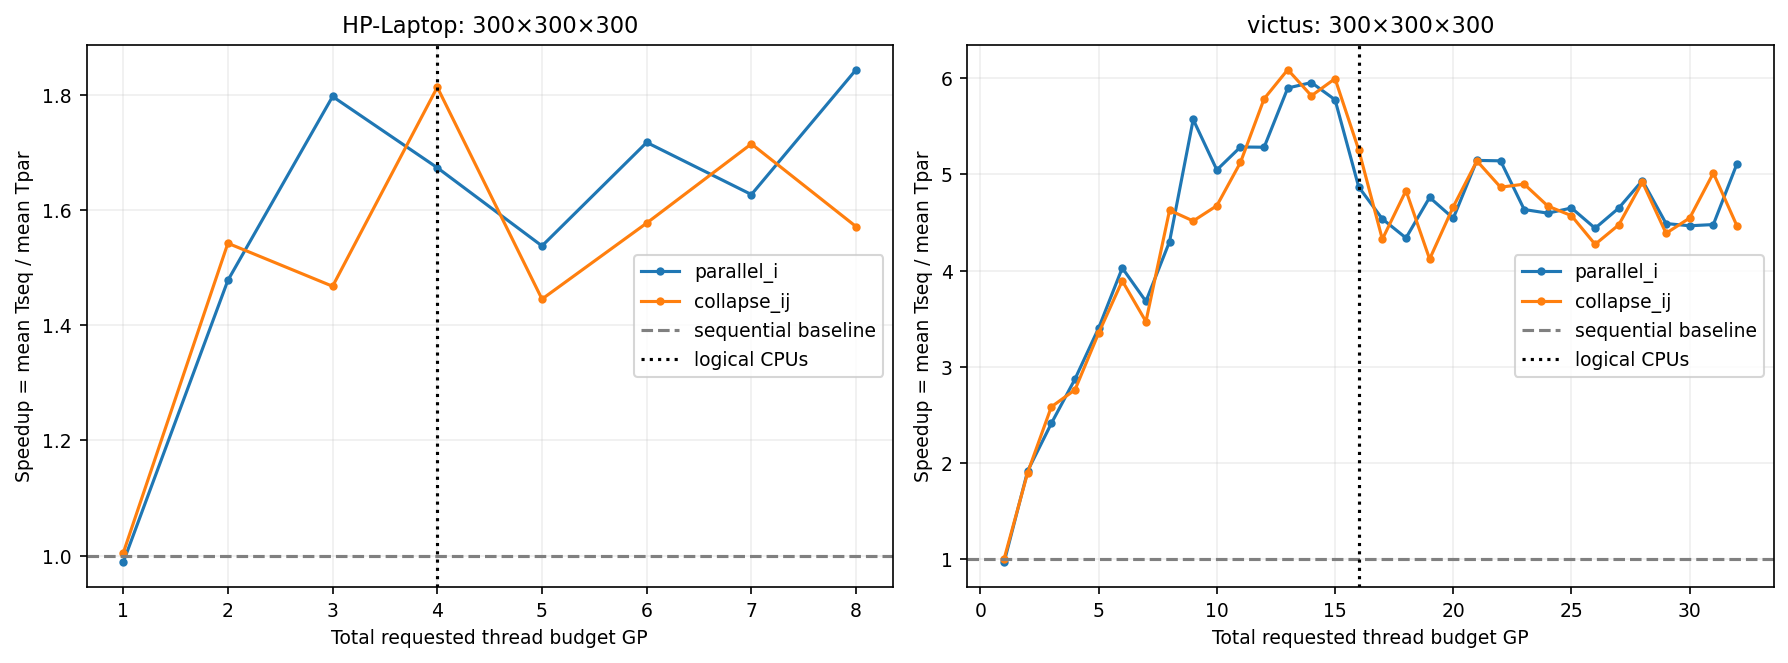 HP-Laptop: 300×300×300
Speedup = mean Tseq / mean Tpar
1.8
1.6
1.4
1.2
1.0
parallel_i
collapse_ij
sequential baseline
logical CPUs
1 2 3 4 5 6 7 8
Total requested thread budget GP
victus: 300×300×300
Speedup = mean Tseq / mean Tpar
6
5
4
3
2
1
parallel_i
collapse_ij
sequential baseline
logical CPUs
0 5 10 15 20 25 30
Total requested thread budget GP